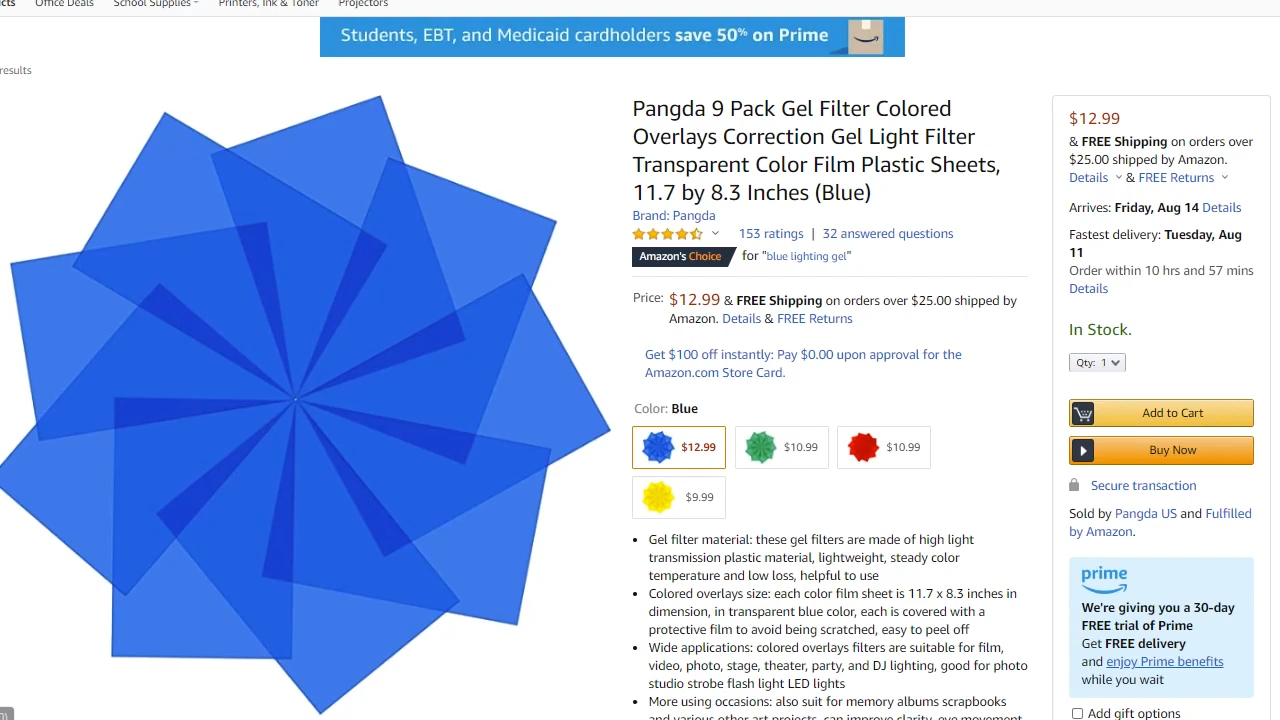 Office Deals School Supplies Printers, Ink & Toner Projectors
Students, EBT, and Medicaid cardholders save 50% on Prime
results
Pangda 9 Pack Gel Filter Colored
Overlays Correction Gel Light Filter
Transparent Color Film Plastic Sheets,
11.7 by 8.3 Inches (Blue)
Brand: Pangda
153 ratings | 32 answered questions
Amazon's Choice for "blue lighting gel"
Price: $12.99 & FREE Shipping on orders over $25.00 shipped by
Amazon. Details & FREE Returns
Get $100 off instantly: Pay $0.00 upon approval for the
Amazon.com Store Card.
Color: Blue
$12.99 $10.99 $10.99
$9.99
• Gel filter material: these gel filters are made of high light
transmission plastic material, lightweight, steady color
temperature and low loss, helpful to use
• Colored overlays size: each color film sheet is 11.7 x 8.3 inches in
dimension, in transparent blue color, each is covered with a
protective film to avoid being scratched, easy to peel off
• Wide applications: colored overlays filters are suitable for film,
video, photo, stage, theater, party, and DJ lighting, good for photo
studio strobe flash light LED lights
• More using occasions: also suit for memory albums scrapbooks
and various other art projects, can improve clarity, eye movement
$12.99
& FREE Shipping on orders over
$25.00 shipped by Amazon.
Details & FREE Returns
Arrives: Friday, Aug 14 Details
Fastest delivery: Tuesday, Aug
11
Order within 10 hrs and 57 mins
Details
In Stock.
Qty: 1
Add to Cart
Buy Now
Secure transaction
Sold by Pangda US and Fulfilled
by Amazon.
prime
We're giving you a 30-day
FREE trial of Prime
Get FREE delivery
and enjoy Prime benefits
while you wait
Add gift options